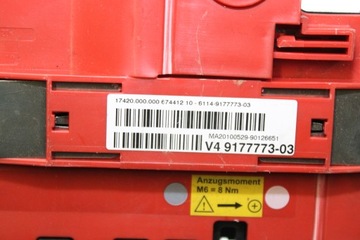 17420.000.000 674412 10 - 6114-9177773-03
MA20100529-90126651
V4 9177773-03
Anzugsmoment
M6 = 8 Nm